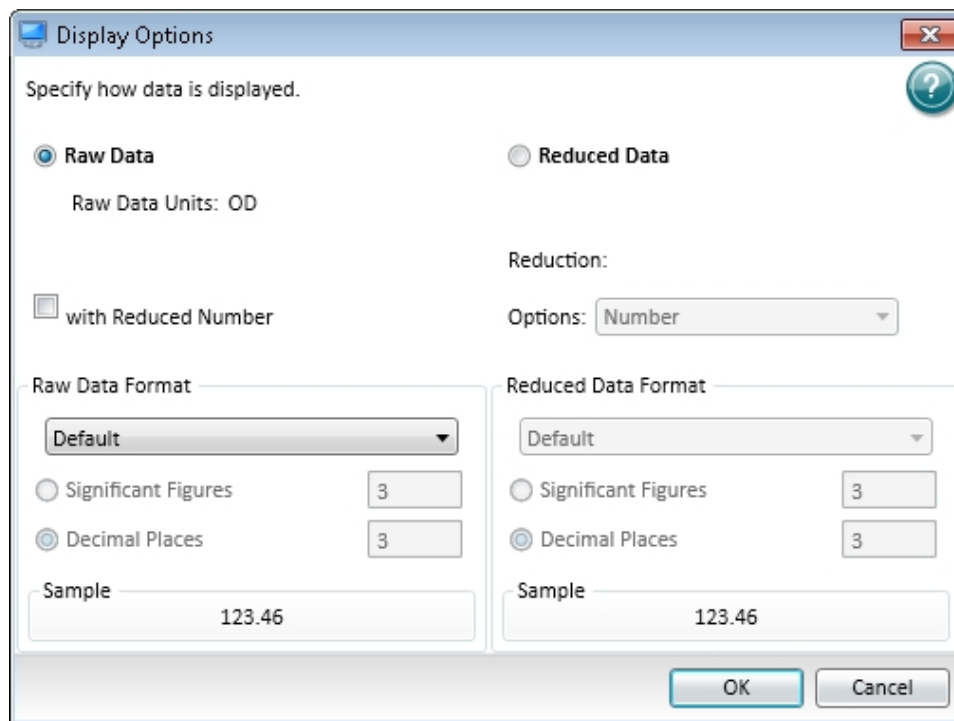 Display Options
Specify how data is displayed.
?
Raw Data
Reduced Data
Raw Data Units: OD
Reduction:
with Reduced Number
Options: Number
Raw Data Format
Default
Significant Figures 3
Decimal Places 3
Sample
123.46
Reduced Data Format
Default
Significant Figures 3
Decimal Places 3
Sample
123.46
OK
Cancel